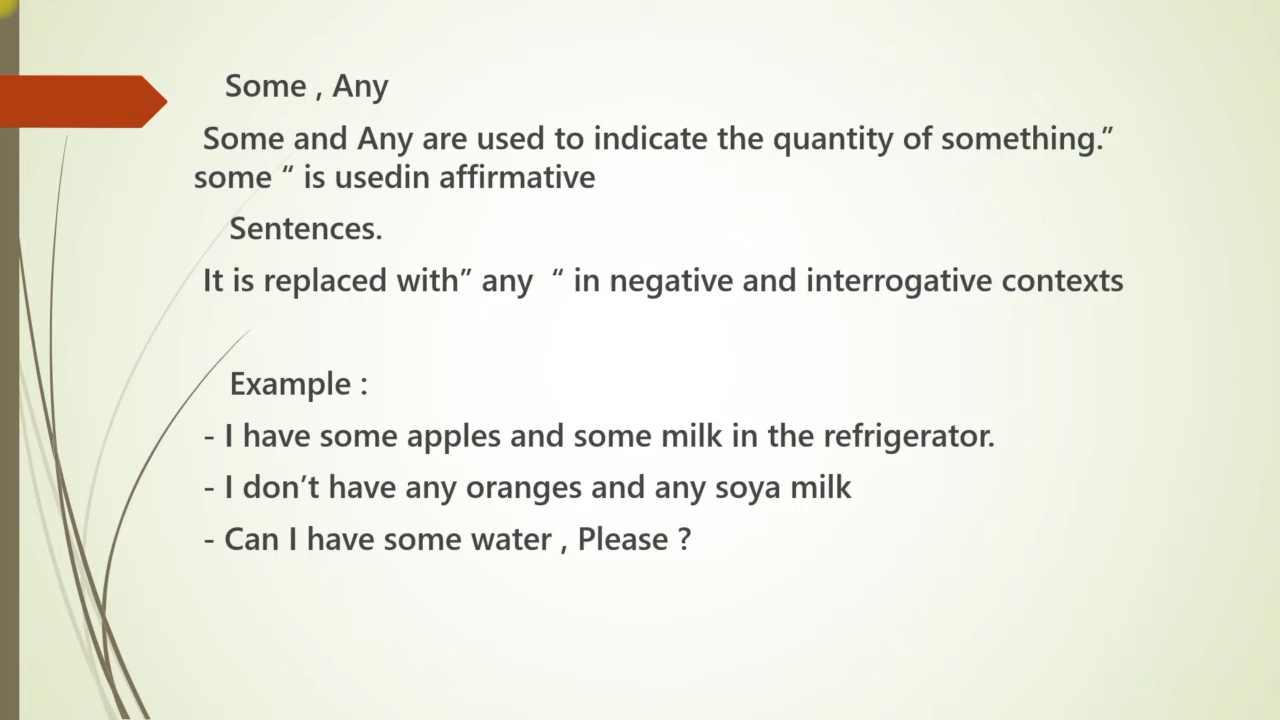 Some , Any
Some and Any are used to indicate the quantity of something.”
some “ is usedin affirmative
Sentences.
It is replaced with” any “ in negative and interrogative contexts
Example :
- I have some apples and some milk in the refrigerator.
- I don’t have any oranges and any soya milk
- Can I have some water , Please ?